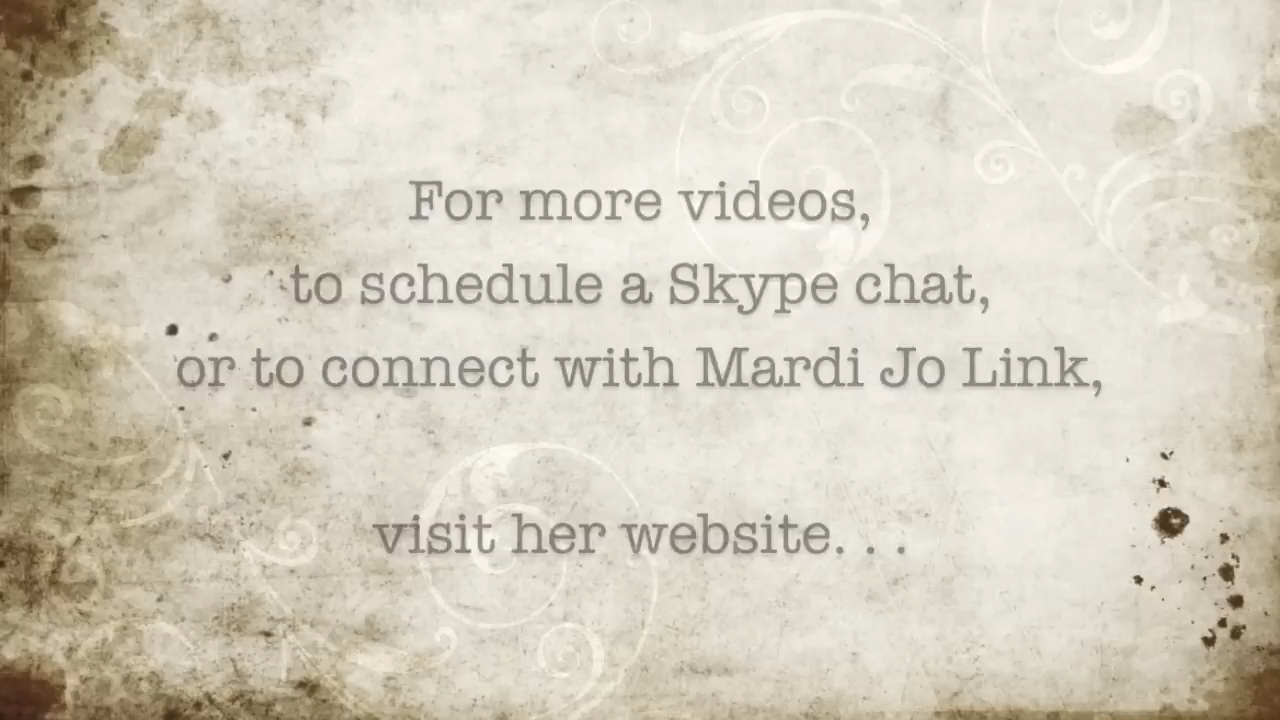 For more videos,
to schedule a Skype chat,
or to connect with Mardi Jo Link,
visit her website. . .